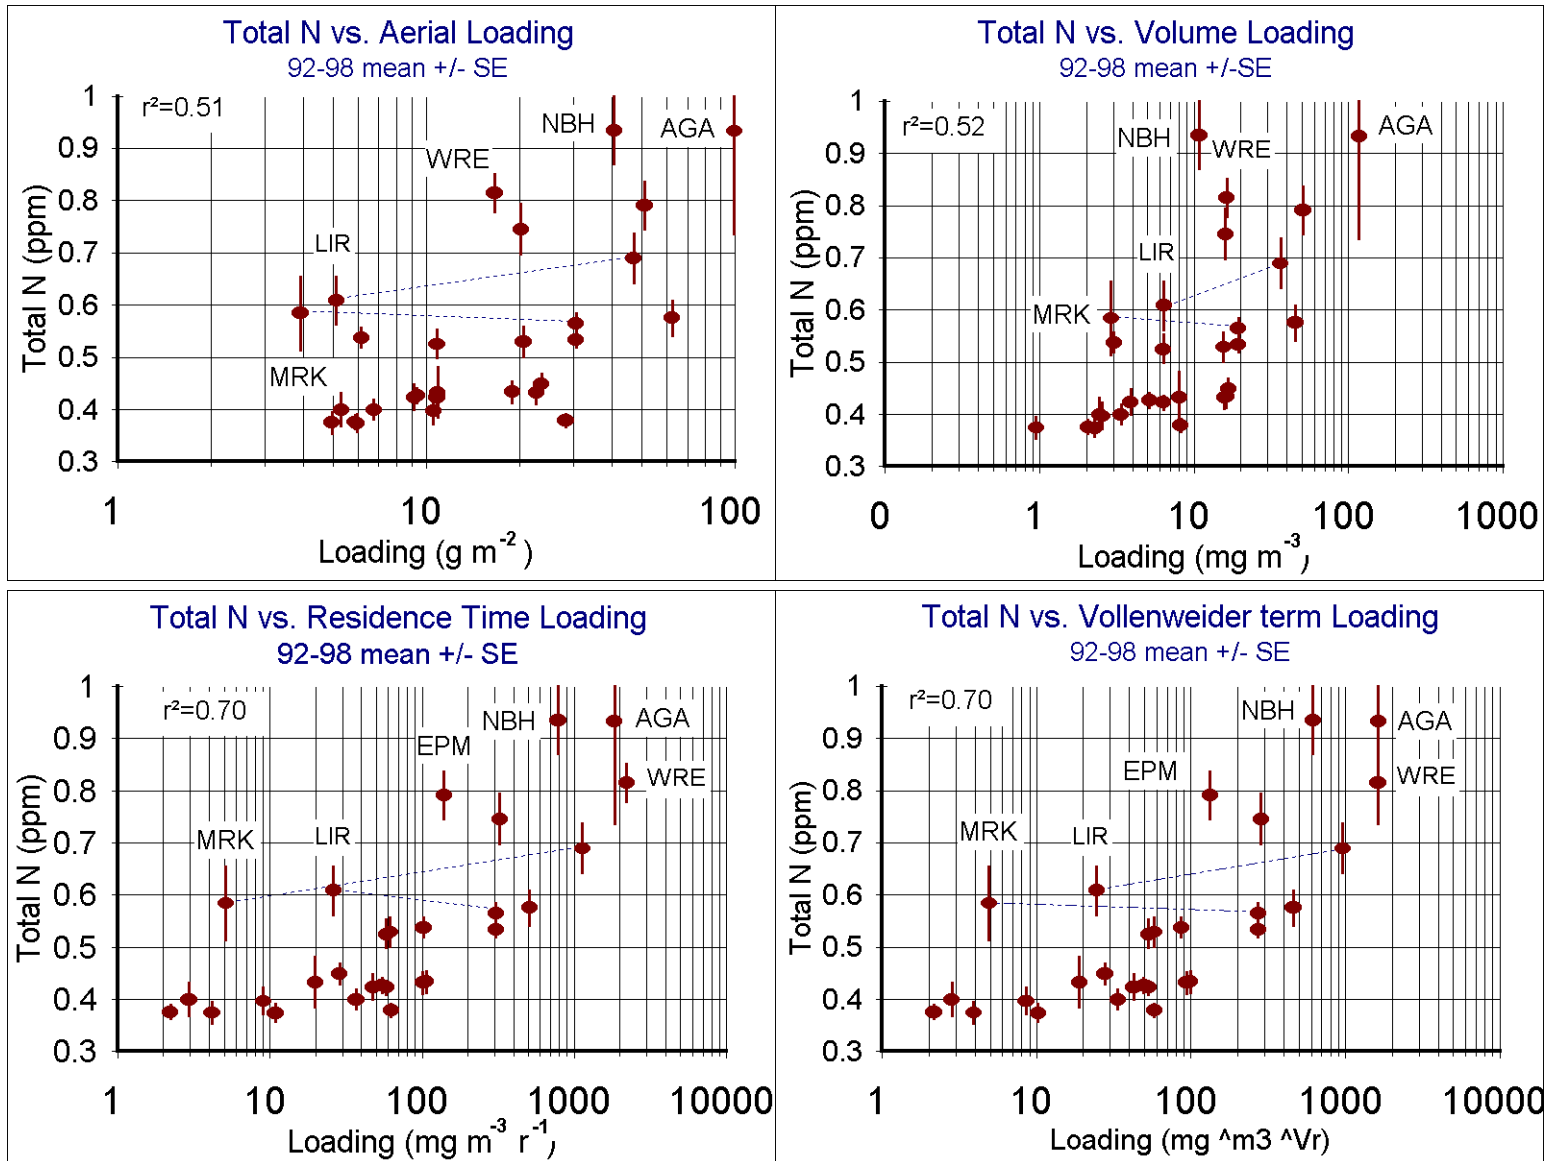 Total N vs. Aerial Loading
92-98 mean +/- SE
r²=0.51
1
0.9
0.8
0.7
0.6
0.5
0.4
0.3
Total N (ppm)
NBH
AGA
WRE
LIR
MRK
1 10 100
Loading (g m⁻² )
Total N vs. Volume Loading
92-98 mean +/-SE
r²=0.52
1
0.9
0.8
0.7
0.6
0.5
0.4
0.3
Total N (ppm)
NBH
AGA
WRE
LIR
MRK
0 1 10 100 1000
Loading (mg m⁻³)
Total N vs. Residence Time Loading
92-98 mean +/- SE
r²=0.70
1
0.9
0.8
0.7
0.6
0.5
0.4
0.3
Total N (ppm)
NBH
AGA
EPM
WRE
MRK
LIR
1 10 100 1000 10000
Loading (mg m⁻³ r⁻¹)
Total N vs. Vollenweider term Loading
92-98 mean +/- SE
r²=0.70
1
0.9
0.8
0.7
0.6
0.5
0.4
0.3
Total N (ppm)
NBH
AGA
EPM
WRE
MRK
LIR
1 10 100 1000 10000
Loading (mg ^m3 ^Vr)